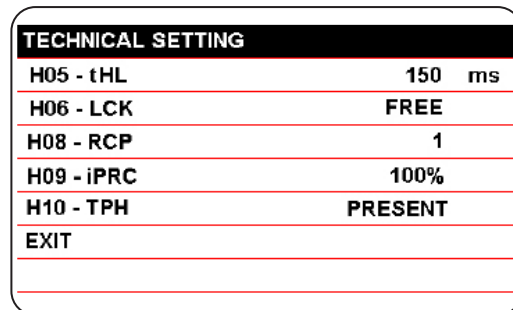 TECHNICAL SETTING
H05 - tHL 150 ms
H06 - LCK FREE
H08 - RCP 1
H09 - iPRC 100%
H10 - TPH PRESENT
EXIT